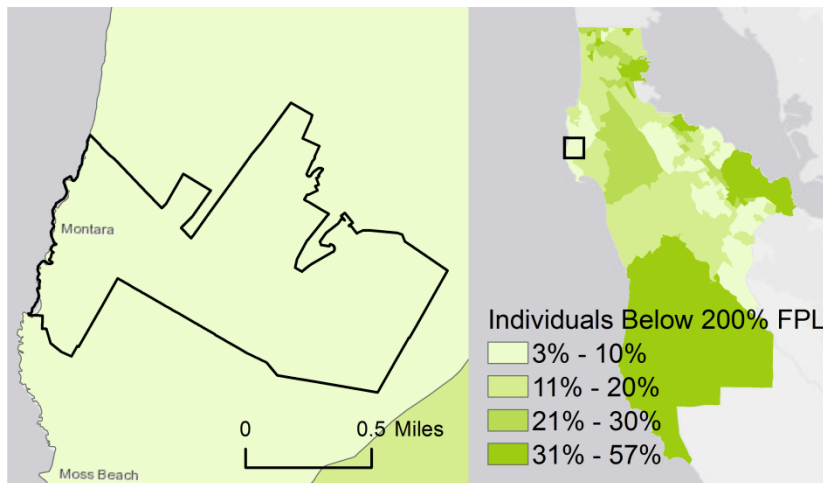 Montara
Moss Beach
0 0.5 Miles
Individuals Below 200% FPL
3% - 10%
11% - 20%
21% - 30%
31% - 57%